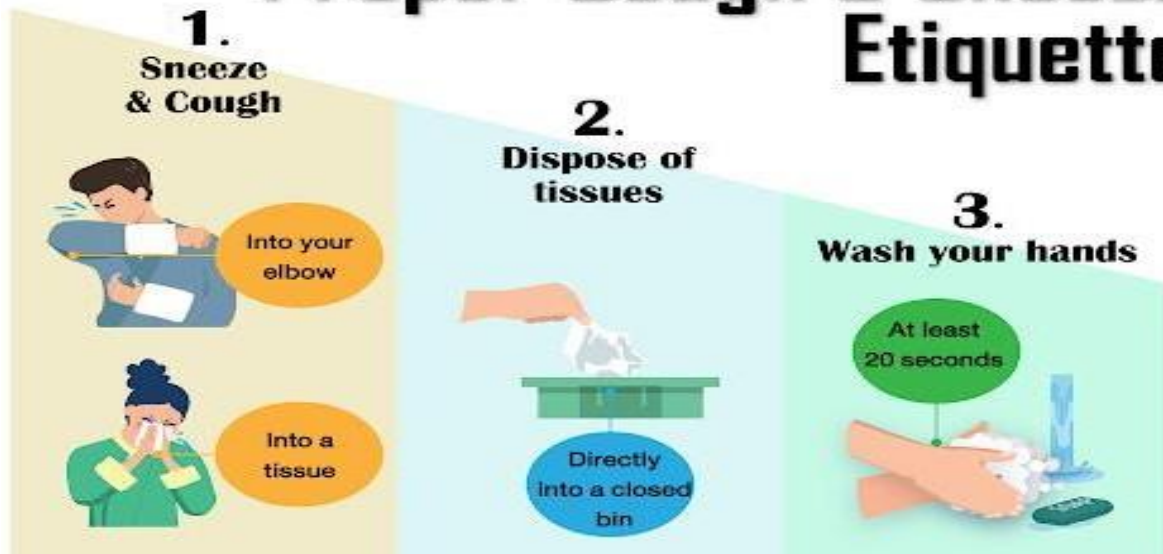 Etiquette
1.
Sneeze
& Cough
Into your
elbow
Into a
tissue
2.
Dispose of
tissues
Directly
into a closed
bin
3.
Wash your hands
At least
20 seconds